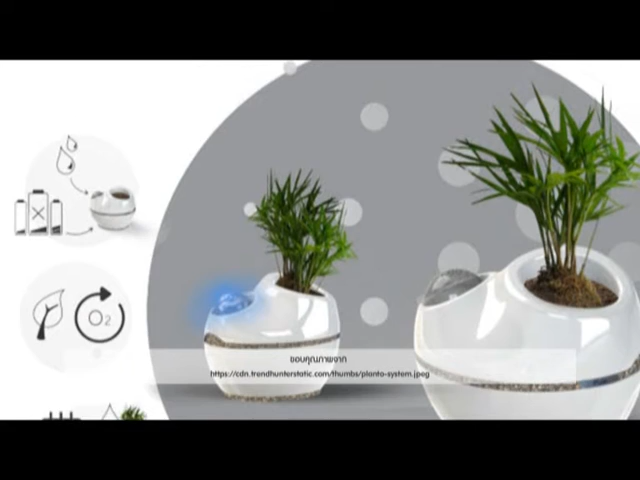 O2
ขอบคุณภาพจาก
https://cdn.trendhunterstatic.com/thumbs/planto-system.jpeg